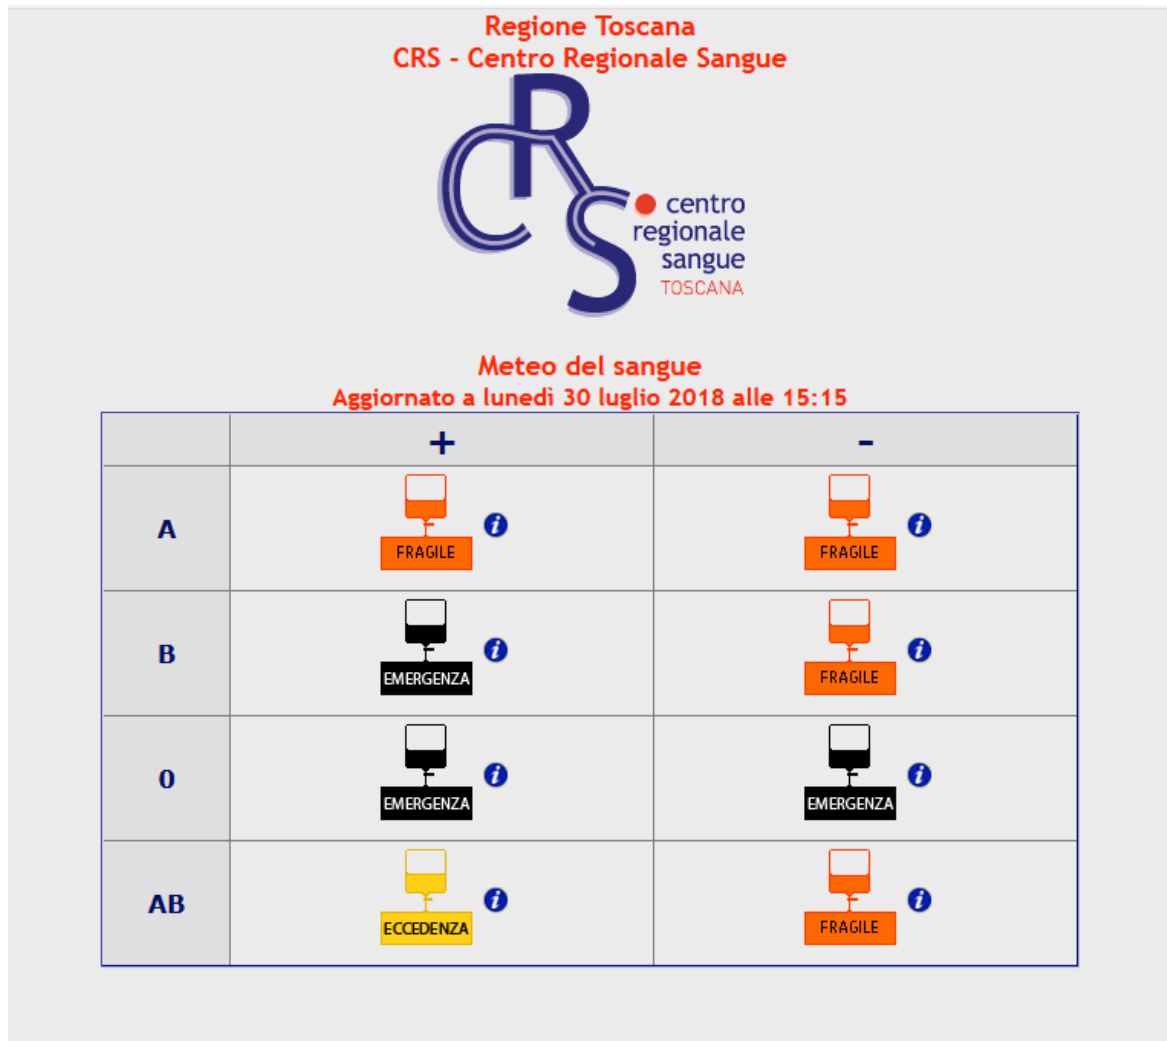 Regione Toscana
CRS - Centro Regionale Sangue
CRS
centro
regionale
sangue
TOSCANA
Meteo del sangue
Aggiornato a lunedì 30 luglio 2018 alle 15:15
+ -
A FRAGILE i FRAGILE i
B EMERGENZA i FRAGILE i
0 EMERGENZA i EMERGENZA i
AB ECCEDENZA i FRAGILE i